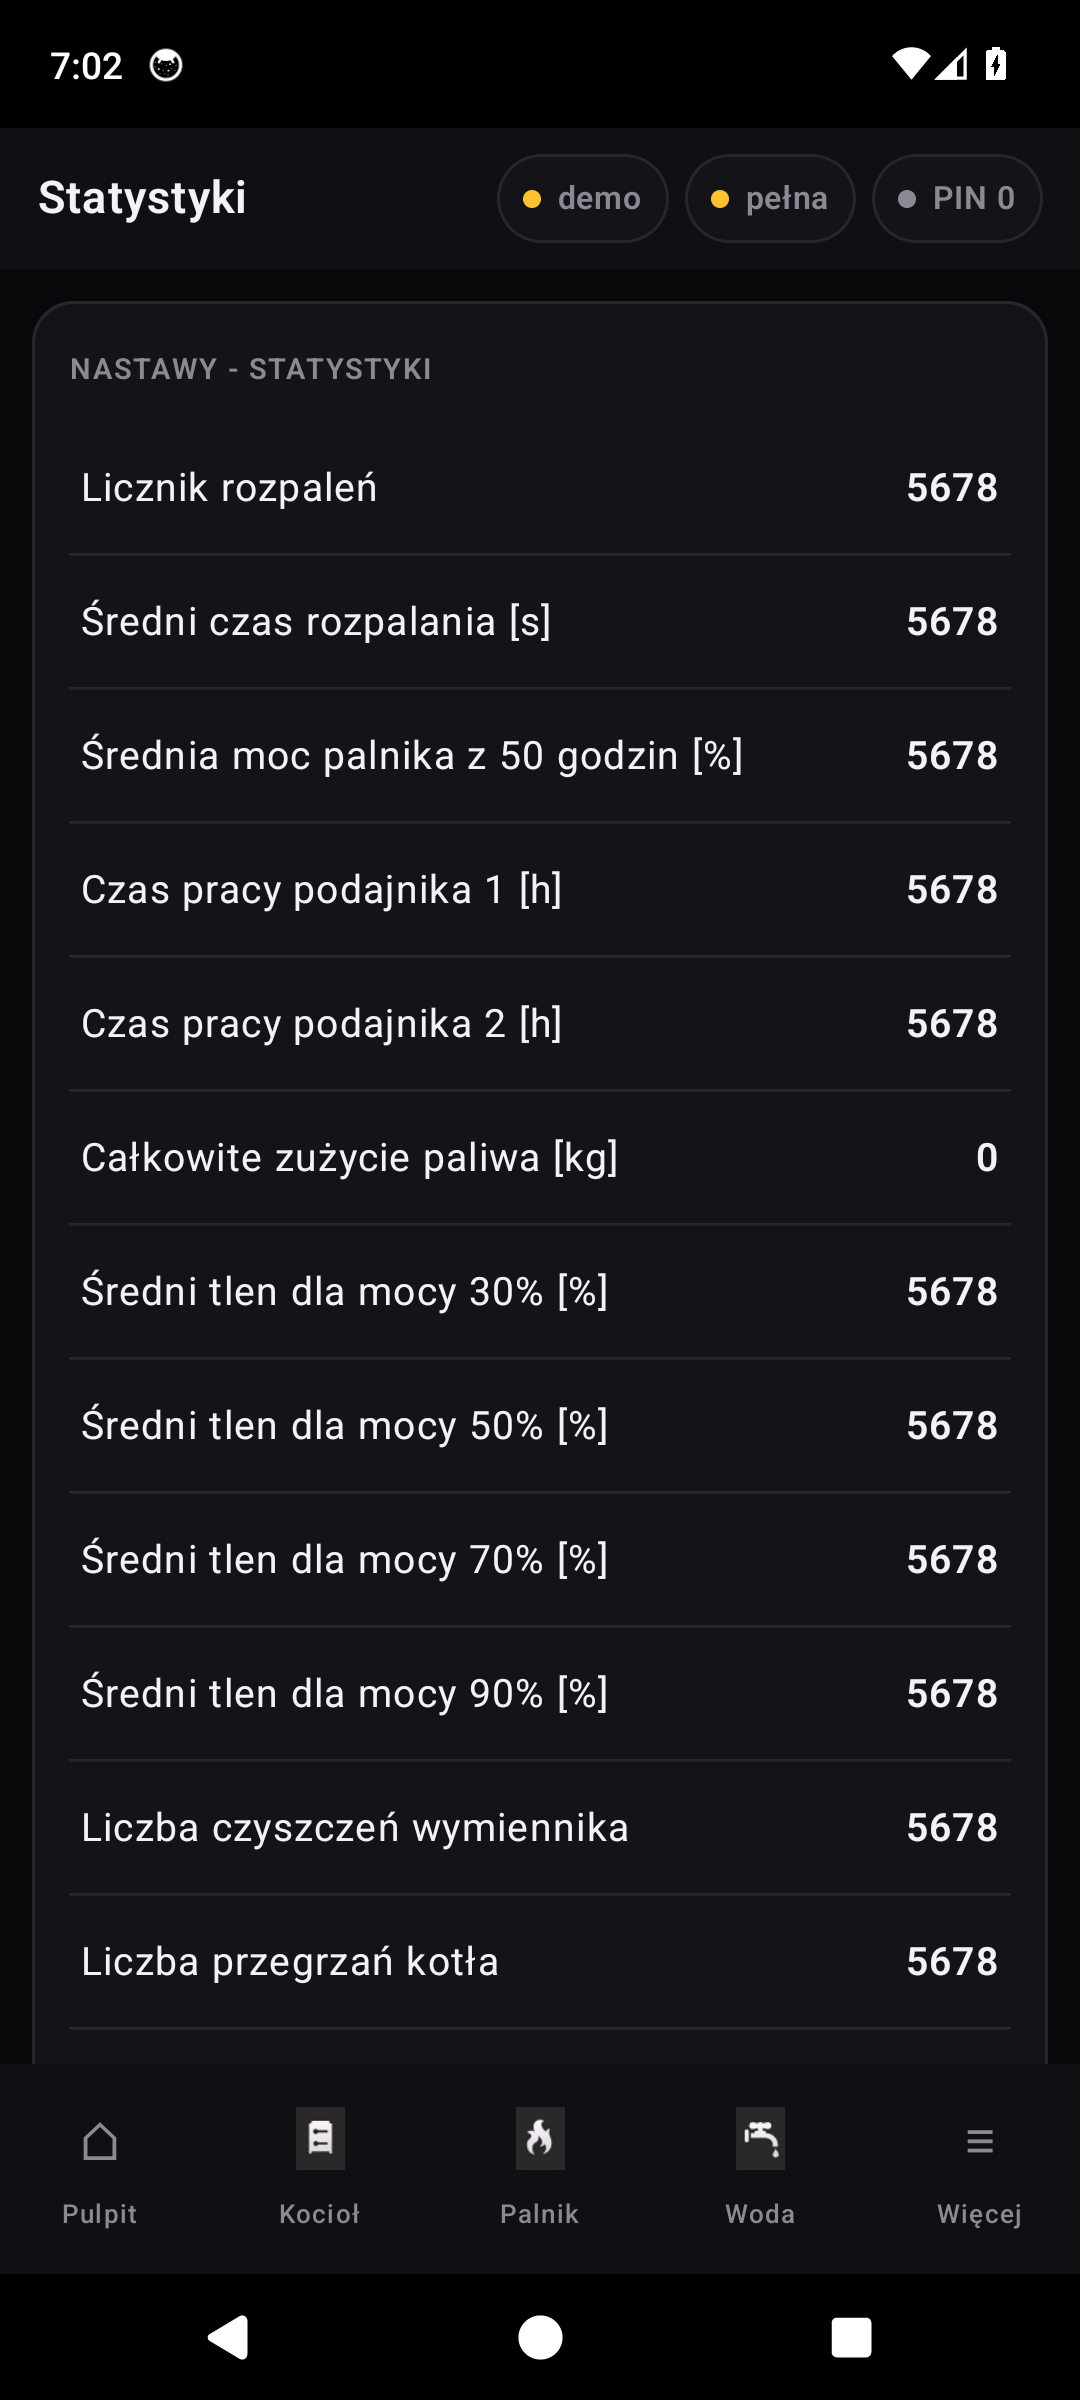 7:02
Statystyki
demo
pełna
PIN 0
NASTAWY - STATYSTYKI
Licznik rozpaleń 5678
Średni czas rozpalania [s] 5678
Średnia moc palnika z 50 godzin [%] 5678
Czas pracy podajnika 1 [h] 5678
Czas pracy podajnika 2 [h] 5678
Całkowite zużycie paliwa [kg] 0
Średni tlen dla mocy 30% [%] 5678
Średni tlen dla mocy 50% [%] 5678
Średni tlen dla mocy 70% [%] 5678
Średni tlen dla mocy 90% [%] 5678
Liczba czyszczeń wymiennika 5678
Liczba przegrzań kotła 5678
Pulpit
Kocioł
Palnik
Woda
Więcej